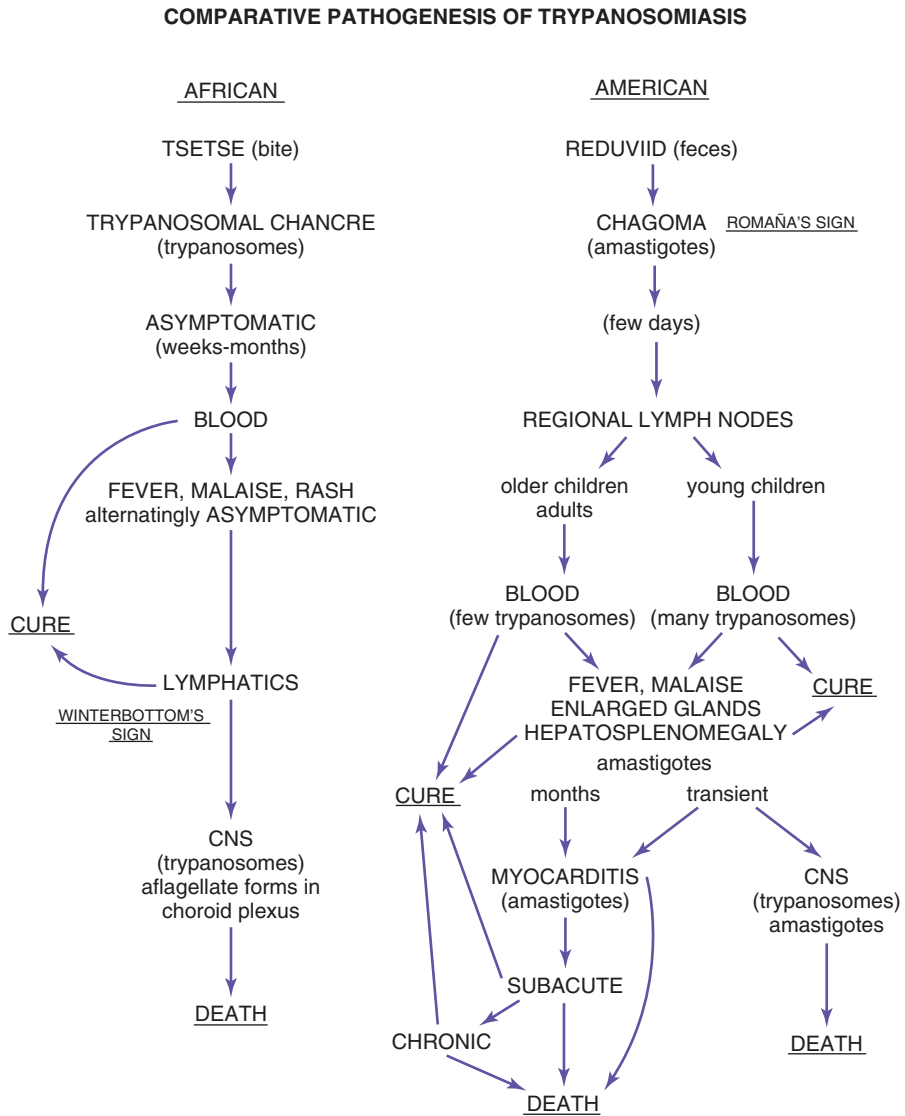 COMPARATIVE PATHOGENESIS OF TRYPANOSOMIASIS
AFRICAN
TSETSE (bite)
TRYPANOSOMAL CHANCRE
(trypanosomes)
ASYMPTOMATIC
(weeks-months)
BLOOD
FEVER, MALAISE, RASH
alternatingly ASYMPTOMATIC
CURE
LYMPHATICS
WINTERBOTTOM'S
SIGN
CNS
(trypanosomes)
aflagellate forms in
choroid plexus
DEATH
AMERICAN
REDUVIID (feces)
CHAGOMA
(amastigotes)
ROMAÑA'S SIGN
(few days)
REGIONAL LYMPH NODES
older children
adults
young children
BLOOD
(few trypanosomes)
BLOOD
(many trypanosomes)
FEVER, MALAISE
ENLARGED GLANDS
HEPATOSPLENOMEGALY
amastigotes
CURE
CURE
months
transient
MYOCARDITIS
(amastigotes)
CNS
(trypanosomes)
amastigotes
SUBACUTE
CHRONIC
DEATH
DEATH